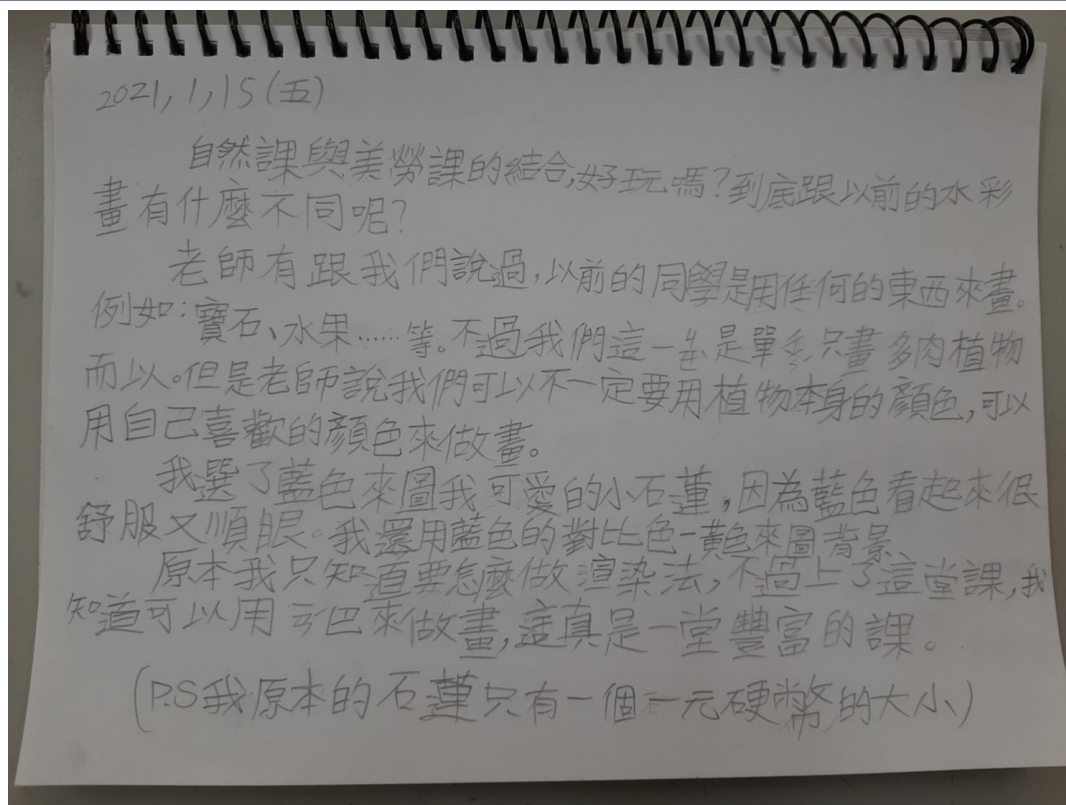 2021,1,15(五)
自然課與美勞課的結合,好玩嗎?到底跟以前的水彩
畫有什麼不同呢?
老師有跟我們說過,以前的同學是用任何的東西來畫。
例如:寶石、水果……等。不過我們這一 是單 只畫多肉植物
而以。但是老師說我們可以不一定要用植物本身的顏色,可以
用自己喜歡的顏色來做畫。
我選了藍色來圖我可愛的小石蓮,因為藍色看起來很
舒服又順眼。我還用藍色的對比色-黃色來圖背景
原本我只知道要怎麼做渲染法,不過上了這堂課,我
知道可以用 巴來做畫,這真是一堂豐富的課。
(P.S我原本的石蓮只有一個一元硬幣的大小)